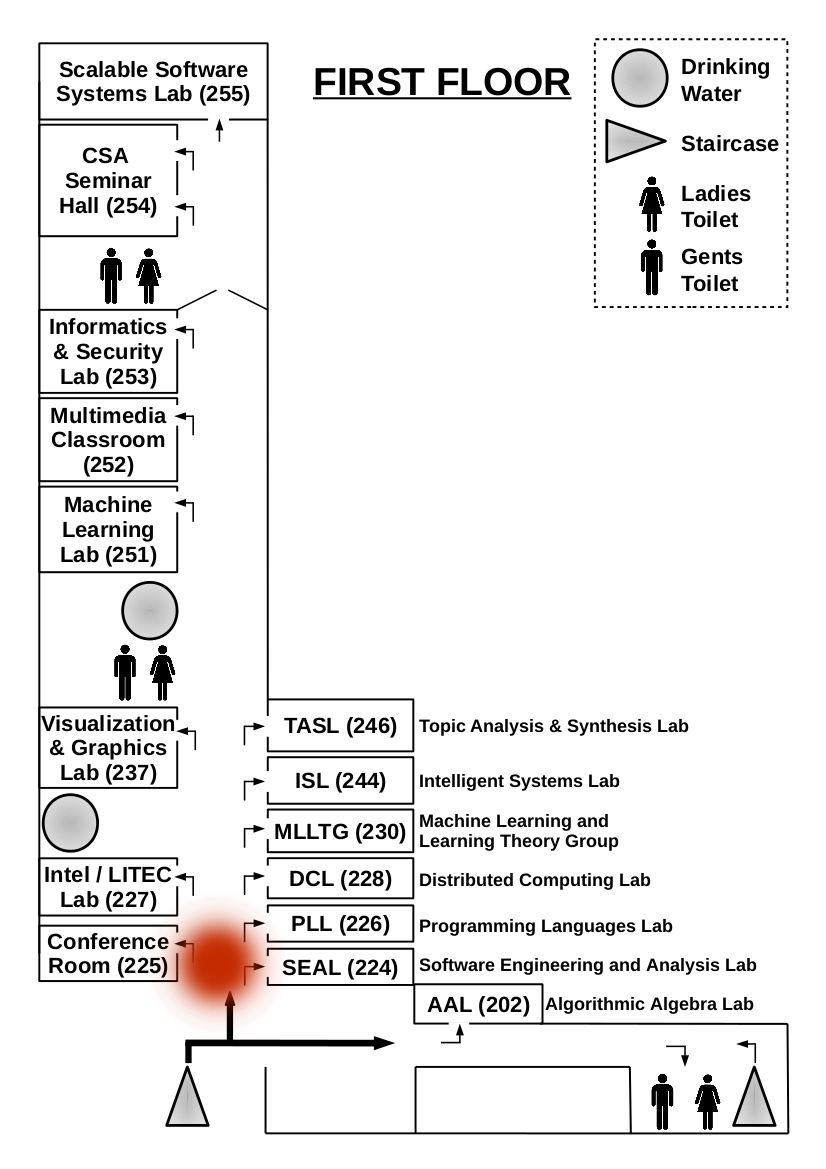 FIRST FLOOR
Drinking
Water
Staircase
Ladies
Toilet
Gents
Toilet
Scalable Software
Systems Lab (255)
CSA
Seminar
Hall (254)
Informatics
& Security
Lab (253)
Multimedia
Classroom
(252)
Machine
Learning
Lab (251)
Visualization
& Graphics
Lab (237)
Intel / LITEC
Lab (227)
Conference
Room (225)
TASL (246) Topic Analysis & Synthesis Lab
ISL (244) Intelligent Systems Lab
MLLTG (230) Machine Learning and
Learning Theory Group
DCL (228) Distributed Computing Lab
PLL (226) Programming Languages Lab
SEAL (224) Software Engineering and Analysis Lab
AAL (202) Algorithmic Algebra Lab